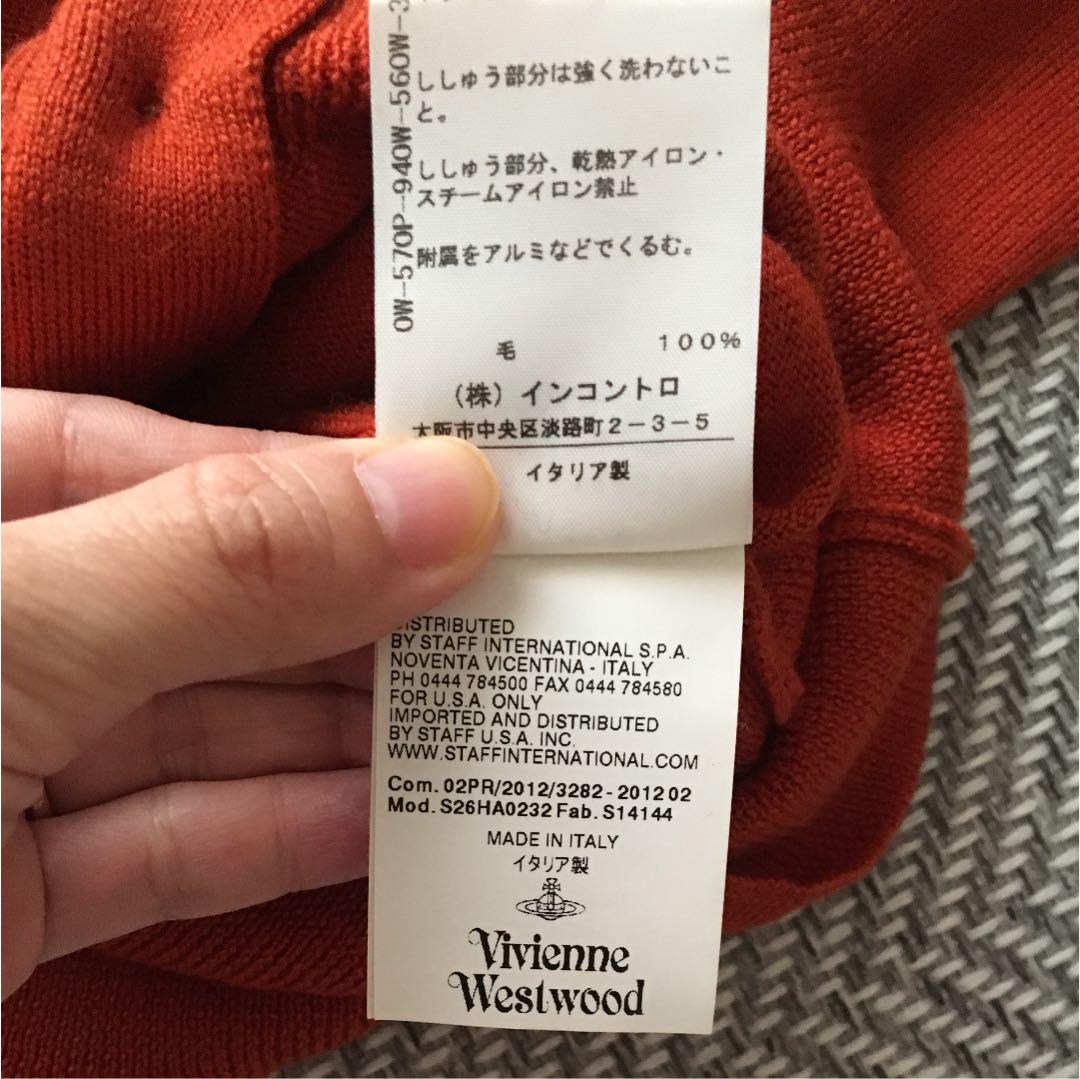 ししゅう部分は強く洗わないこ
と。
ししゅう部分、乾熱アイロン・
スチームアイロン禁止
附属をアルミなどでくるむ。
毛 100%
(株)インコントロ
大阪市中央区淡路町2-3-5
イタリア製
0W-570P-940W-560W-3
DISTRIBUTED
BY STAFF INTERNATIONAL S.P.A.
NOVENTA VICENTINA - ITALY
PH 0444 784500 FAX 0444 784580
FOR U.S.A. ONLY
IMPORTED AND DISTRIBUTED
BY STAFF U.S.A. INC.
WWW.STAFFINTERNATIONAL.COM
Com. 02PR/2012/3282 - 2012 02
Mod. S26HA0232 Fab. S14144
MADE IN ITALY
イタリア製
Vivienne
Westwood